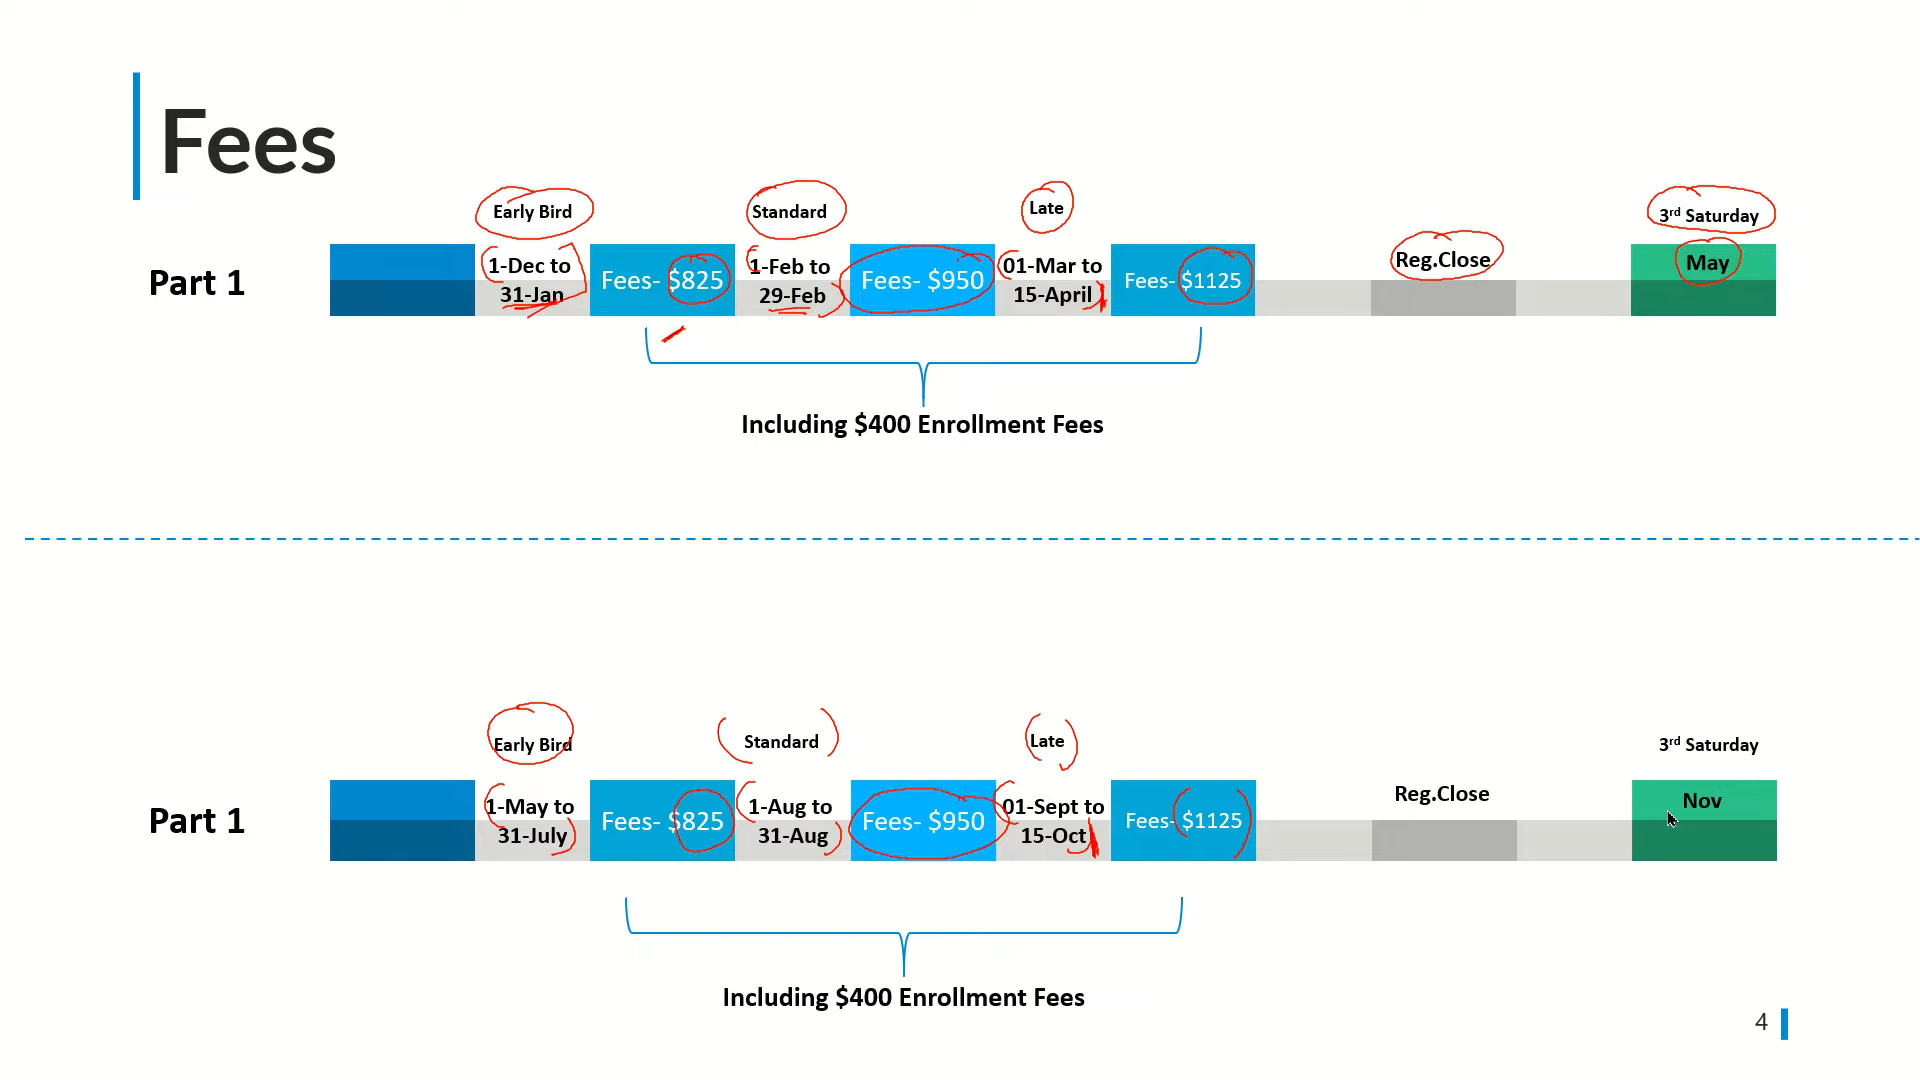 Fees
Early Bird
Standard
Late
3rd Saturday
Part 1
1-Dec to
31-Jan
Fees- $825
1-Feb to
29-Feb
Fees- $950
01-Mar to
15-April
Fees- $1125
Reg.Close
May
Including $400 Enrollment Fees
Early Bird
Standard
Late
3rd Saturday
Part 1
1-May to
31-July
Fees- $825
1-Aug to
31-Aug
Fees- $950
01-Sept to
15-Oct
Fees- $1125
Reg.Close
Nov
Including $400 Enrollment Fees
4